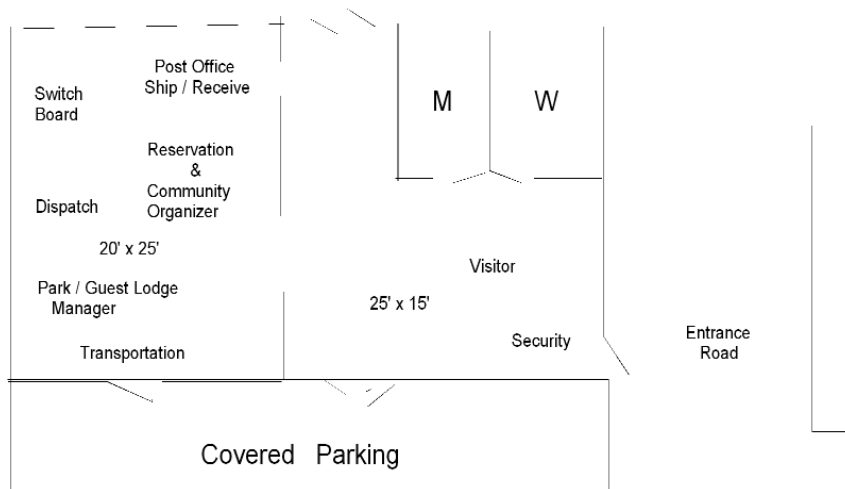 Post Office
Ship / Receive
Switch
Board
M
W
Reservation
&
Community
Organizer
Dispatch
20' x 25'
Visitor
Park / Guest Lodge
Manager
25' x 15'
Security
Entrance
Road
Transportation
Covered Parking